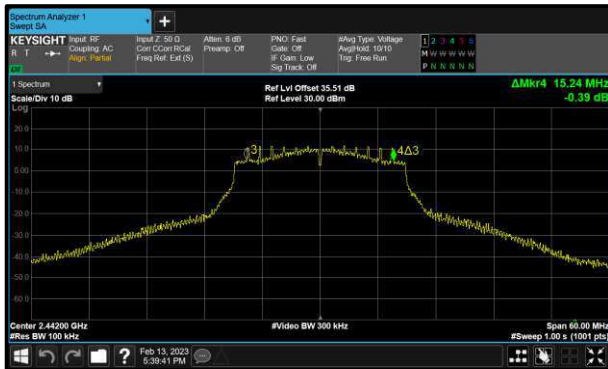 Spectrum Analyzer 1
Swept SA
KEYSIGHT
R T
Input: RF
Coupling: AC
Align: Partial
Input Z: 50 Ω
Corr CCorr RCal
Freq Ref: Ext (S)
Atten: 6 dB
Preamp: Off
PNO: Fast
Gate: Off
IF Gain: Low
Sig Track: Off
#Avg Type: Voltage
Avg|Hold: 10/10
Trig: Free Run
1 2 3 4 5 6
M W W W W W
P N N N N N
1 Spectrum
Scale/Div 10 dB
Ref Lvl Offset 35.51 dB
Ref Level 30.00 dBm
ΔMkr4 15.24 MHz
-0.39 dB
Log
20.0
10.0
0.00
-10.0
-20.0
-30.0
-40.0
-50.0
-60.0
3
4Δ3
Center 2.44200 GHz
#Res BW 100 kHz
#Video BW 300 kHz
Span 60.00 MHz
#Sweep 1.00 s (1001 pts)
?
Feb 13, 2023
5:39:41 PM